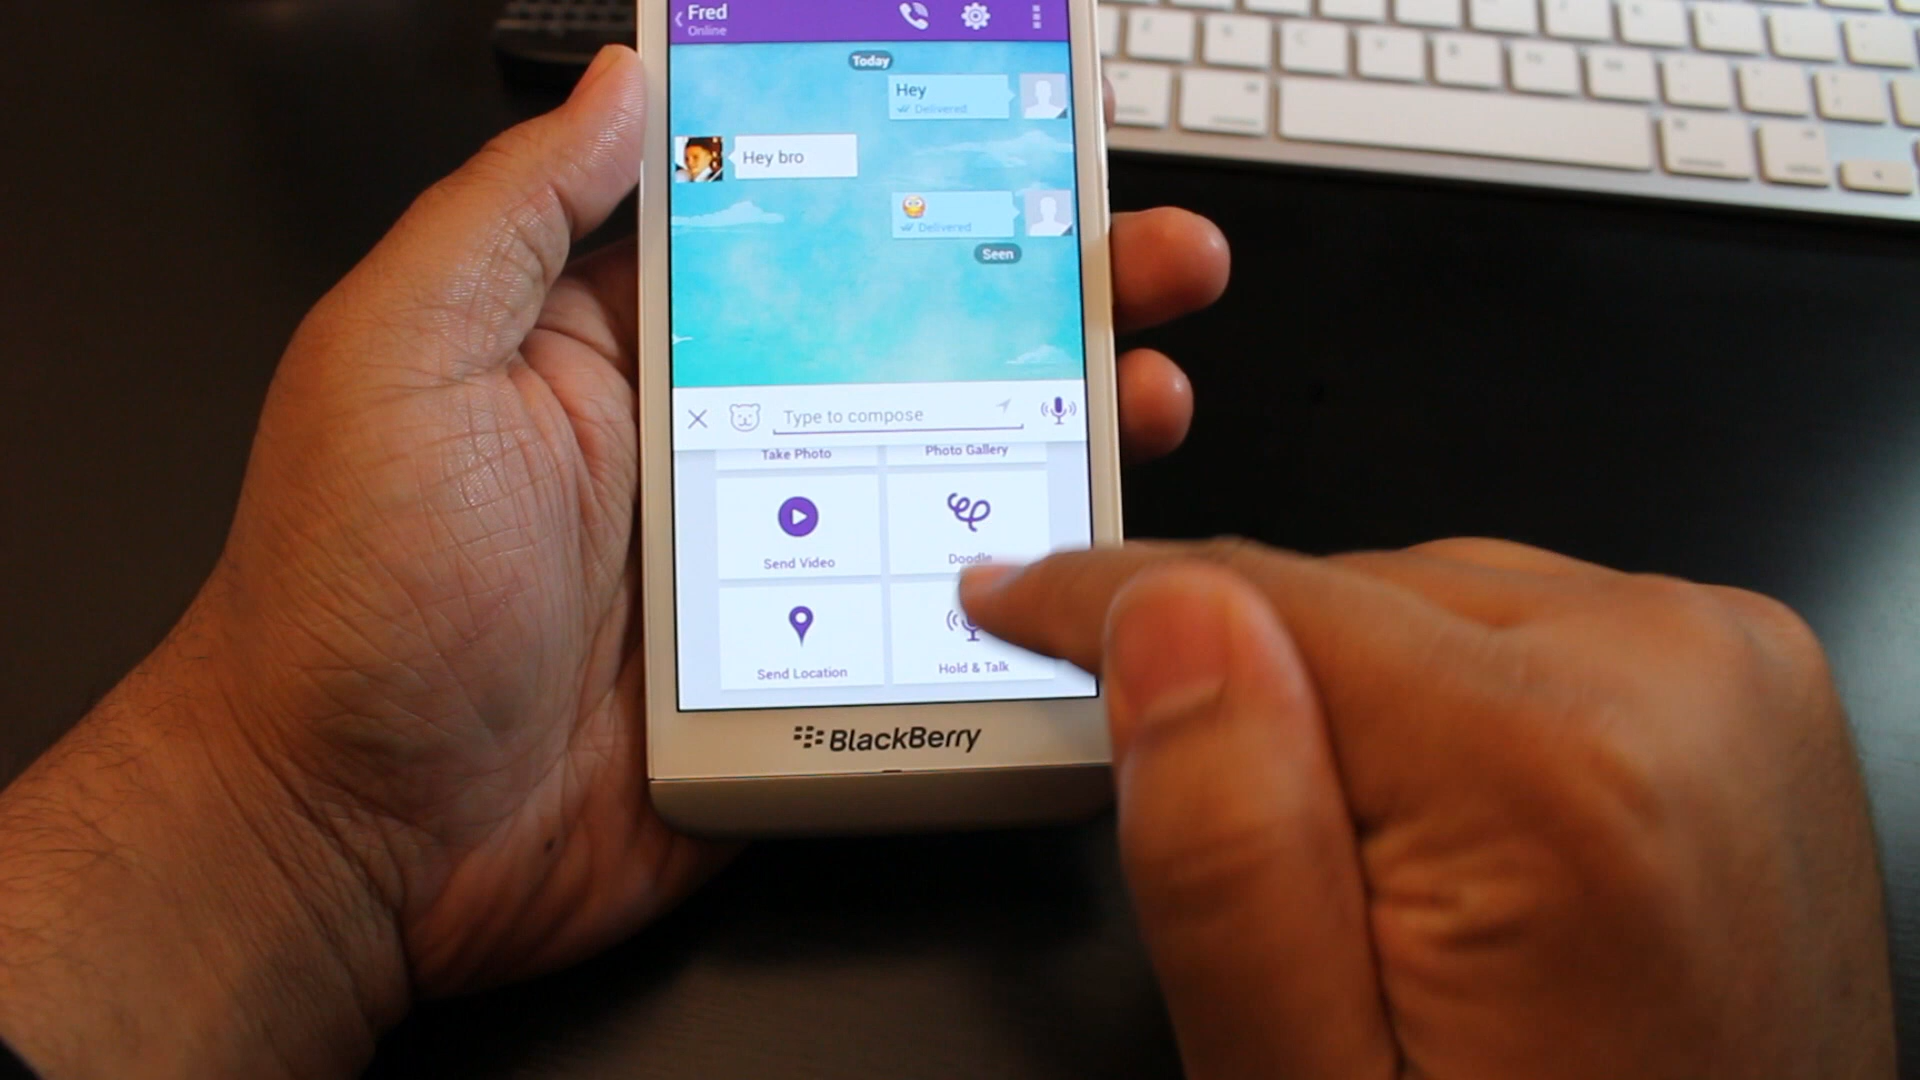 Fred
Online
Today
Hey
Delivered
Hey bro
Delivered
Seen
Type to compose
Take Photo
Photo Gallery
Send Video
Doodle
Send Location
Hold & Talk
BlackBerry